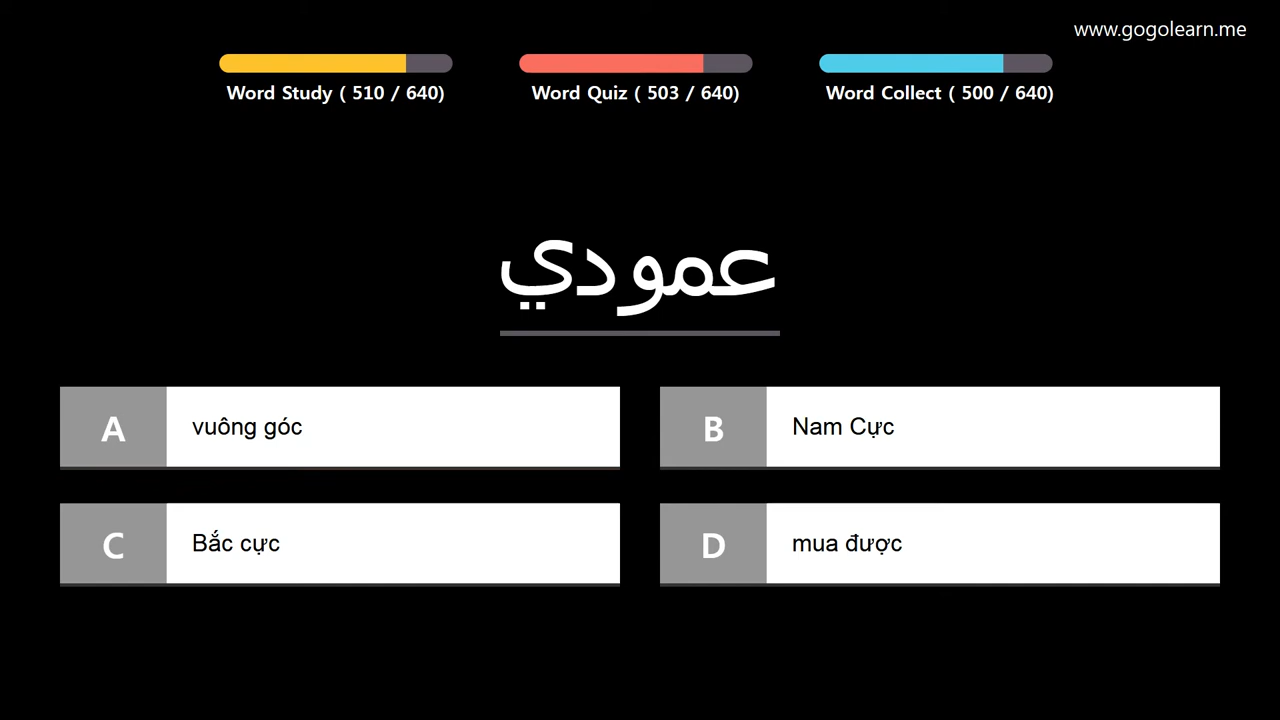 www.gogolearn.me
Word Study ( 510 / 640)
Word Quiz ( 503 / 640)
Word Collect ( 500 / 640)
عمودي
A vuông góc
B Nam Cực
C Bắc cực
D mua được